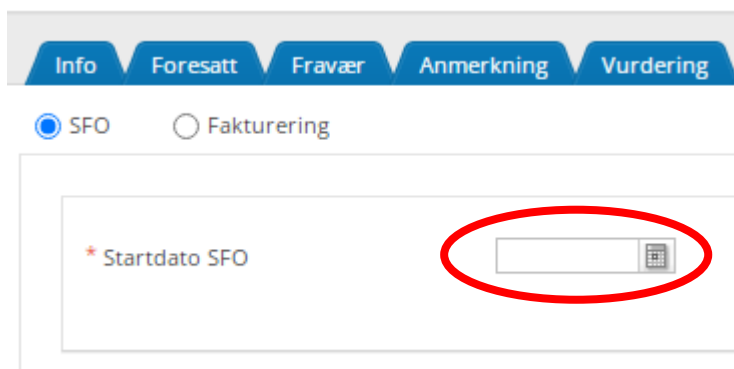 Info Foresatt Fravær Anmerkning Vurdering
SFO Fakturering
* Startdato SFO